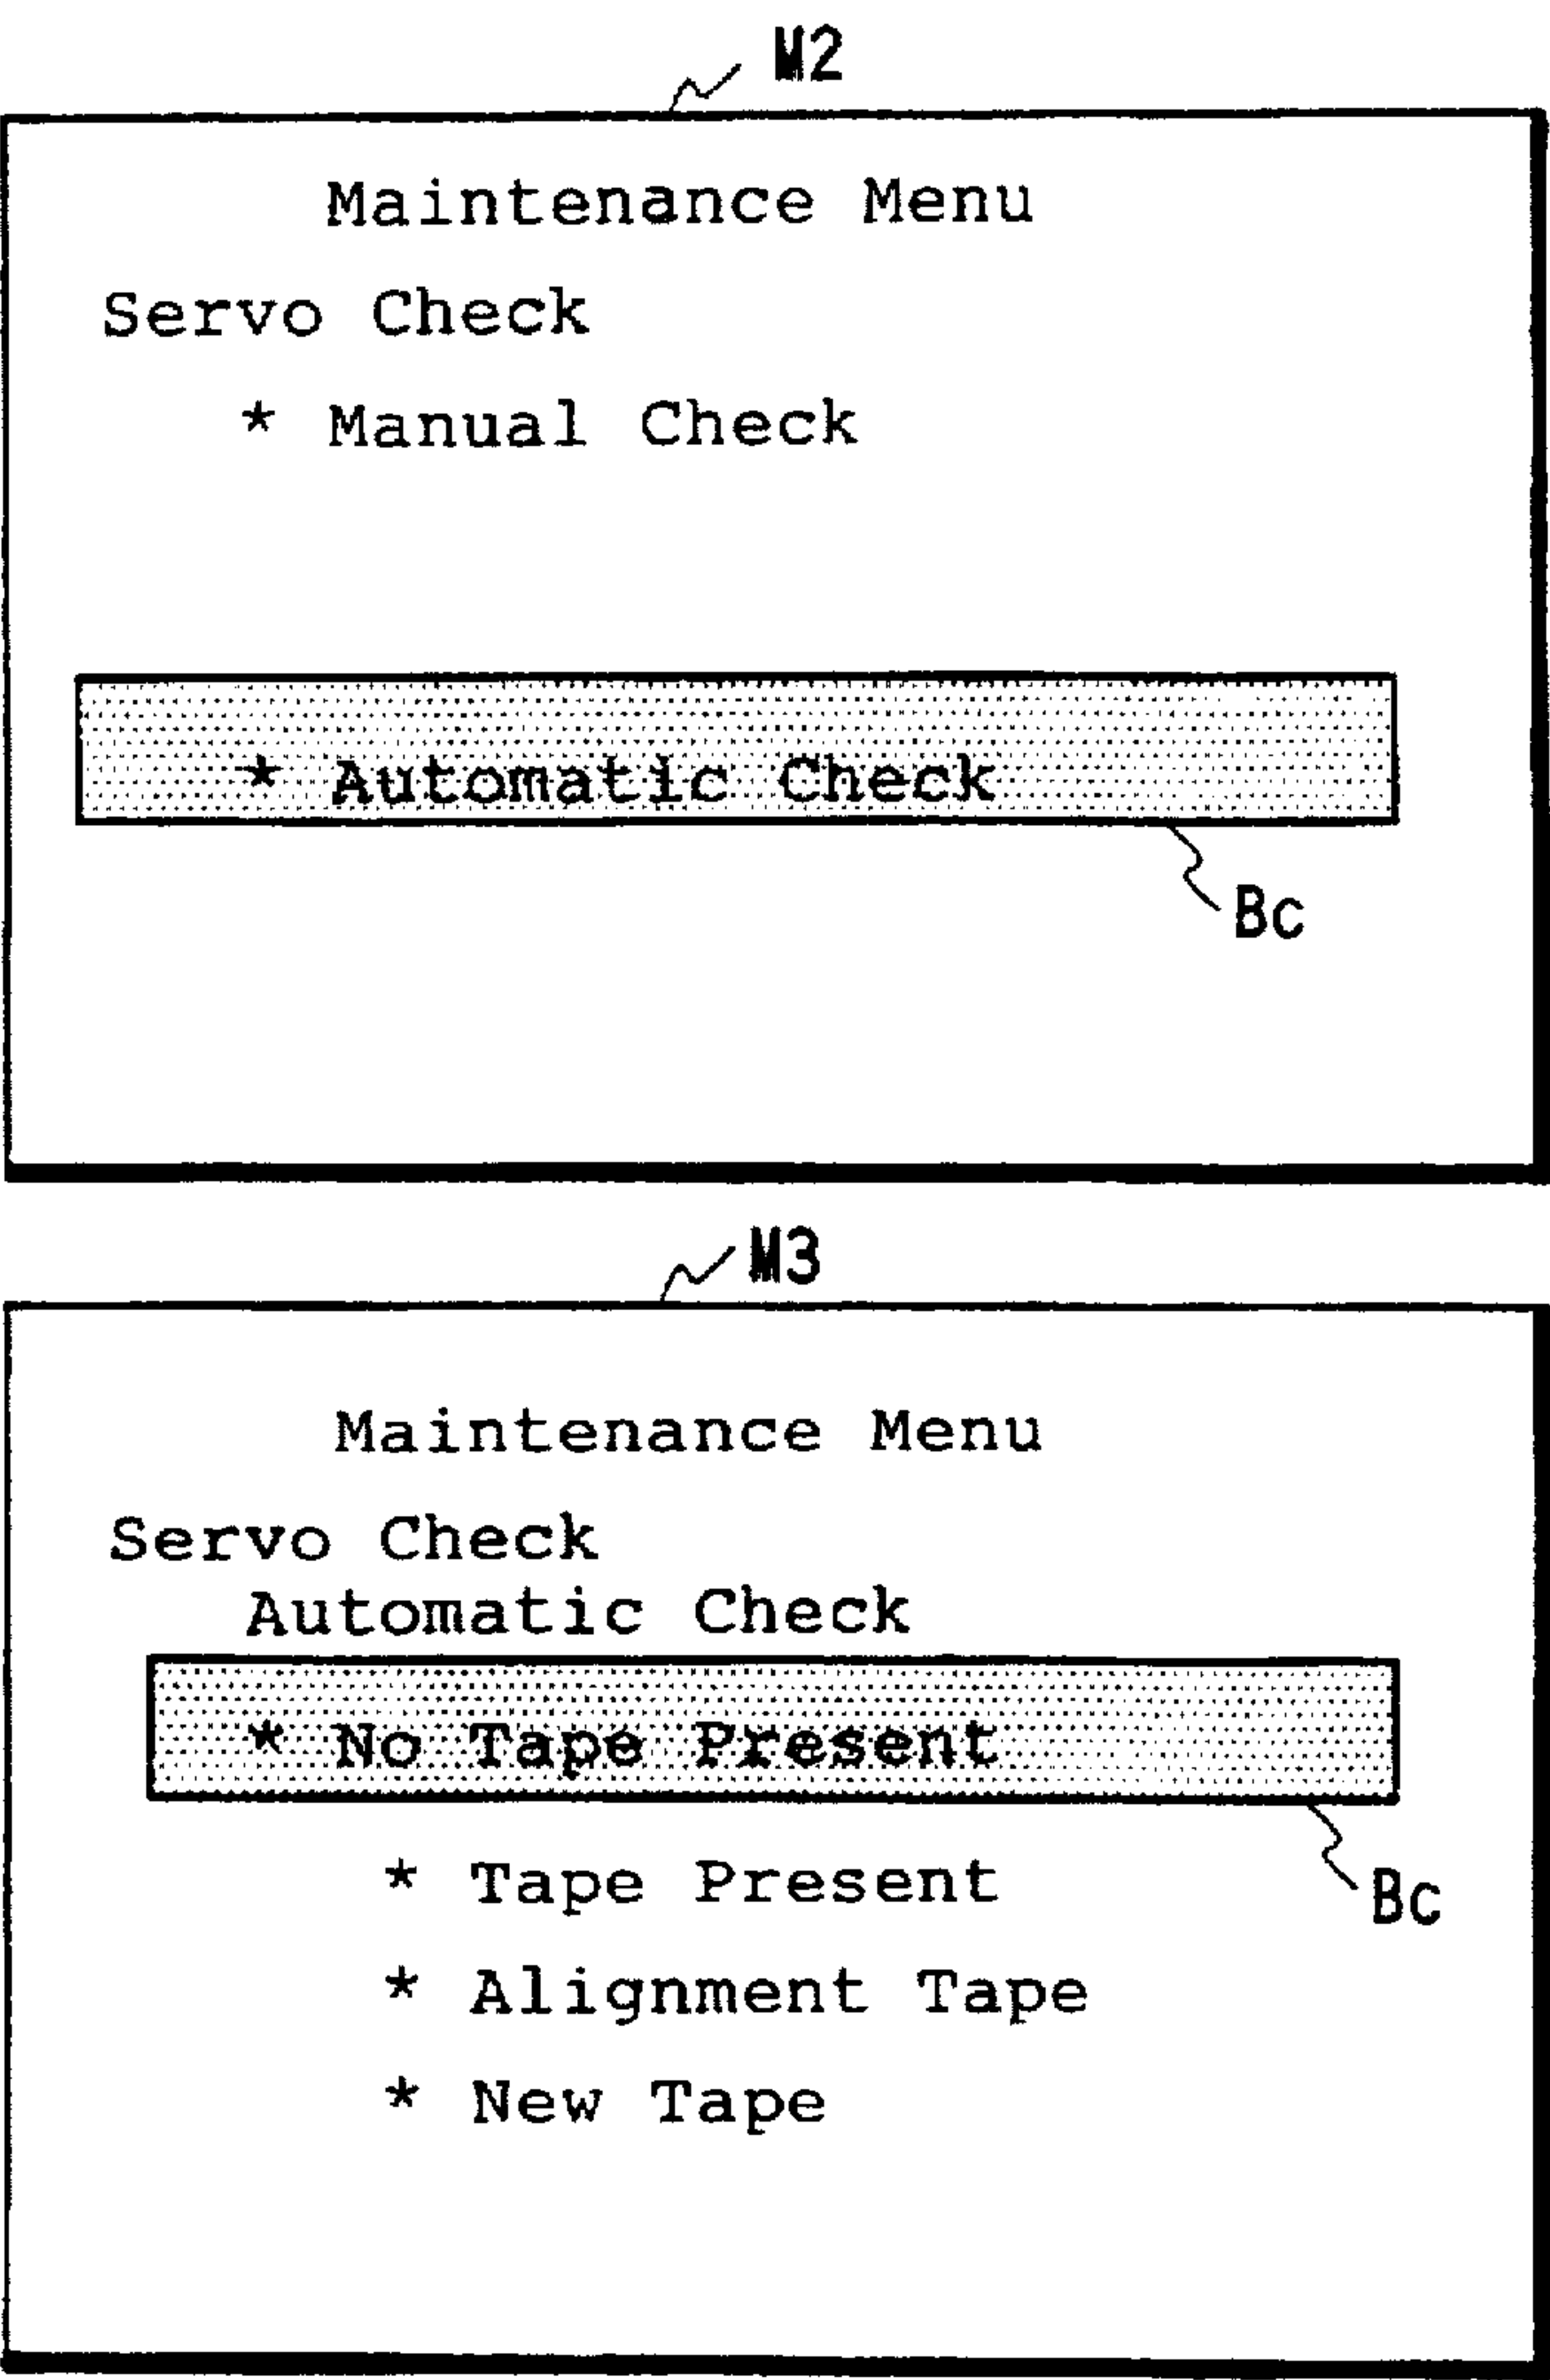 M2
Maintenance Menu
Servo Check
* Manual Check
* Automatic Check
Bc
M3
Maintenance Menu
Servo Check
Automatic Check
* No Tape Present
Bc
* Tape Present
* Alignment Tape
* New Tape